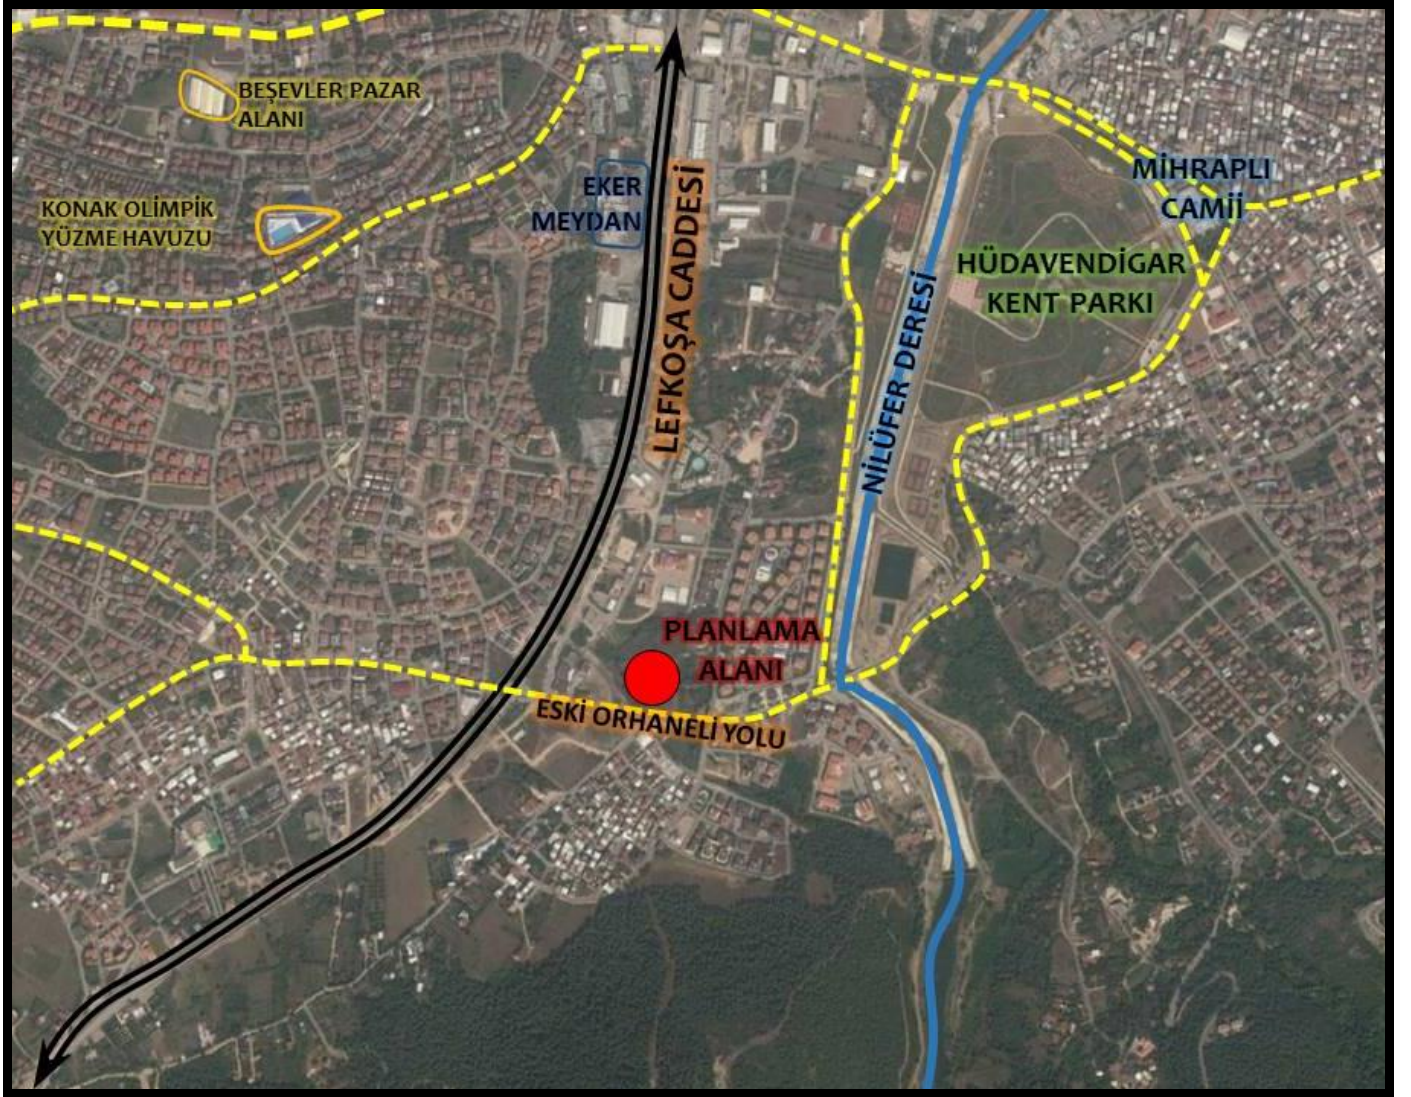 BEŞEVLER PAZAR
ALANI
MİHRAPLI
CAMİİ
EKER
MEYDAN
KONAK OLİMPİK
YÜZME HAVUZU
LEFKOŞA CADDESİ
HÜDAVENDİGAR
KENT PARKI
NİLÜFER DERESİ
PLANLAMA
ALANI
ESKİ ORHANELİ YOLU